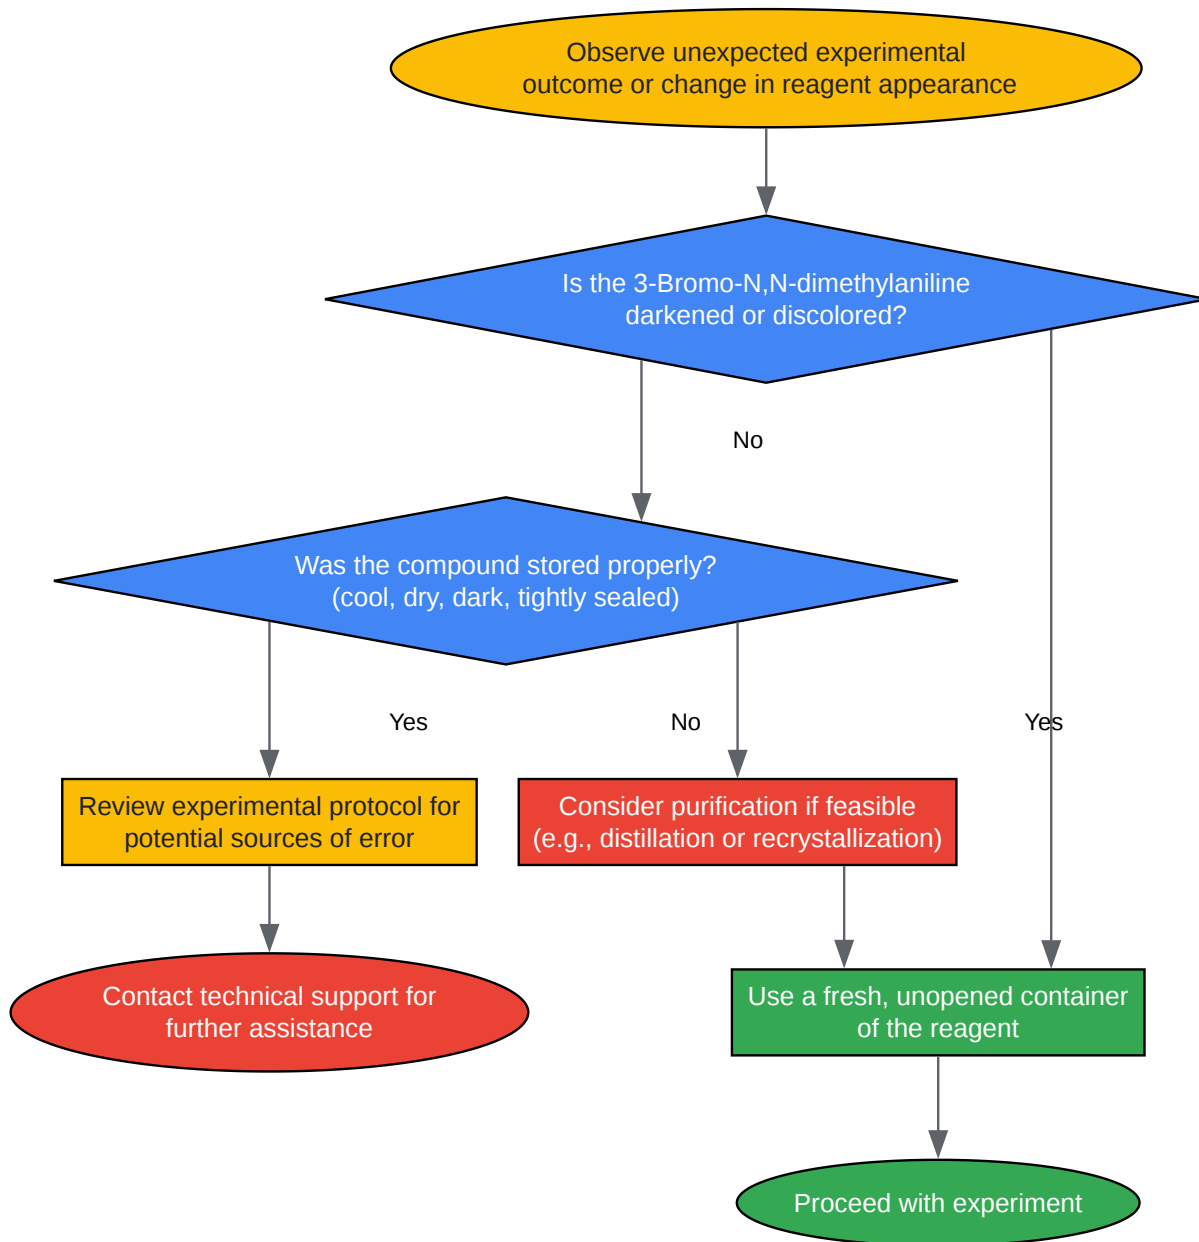 Observe unexpected experimental
outcome or change in reagent appearance
Is the 3-Bromo-N,N-dimethylaniline
darkened or discolored?
No
Was the compound stored properly?
(cool, dry, dark, tightly sealed)
Yes
No
Yes
Review experimental protocol for
potential sources of error
Consider purification if feasible
(e.g., distillation or recrystallization)
Contact technical support for
further assistance
Use a fresh, unopened container
of the reagent
Proceed with experiment